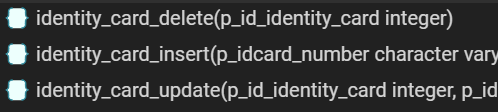 identity_card_delete(p_id_identity_card integer)
identity_card_insert(p_idcard_number character vary
identity_card_update(p_id_identity_card integer, p_id